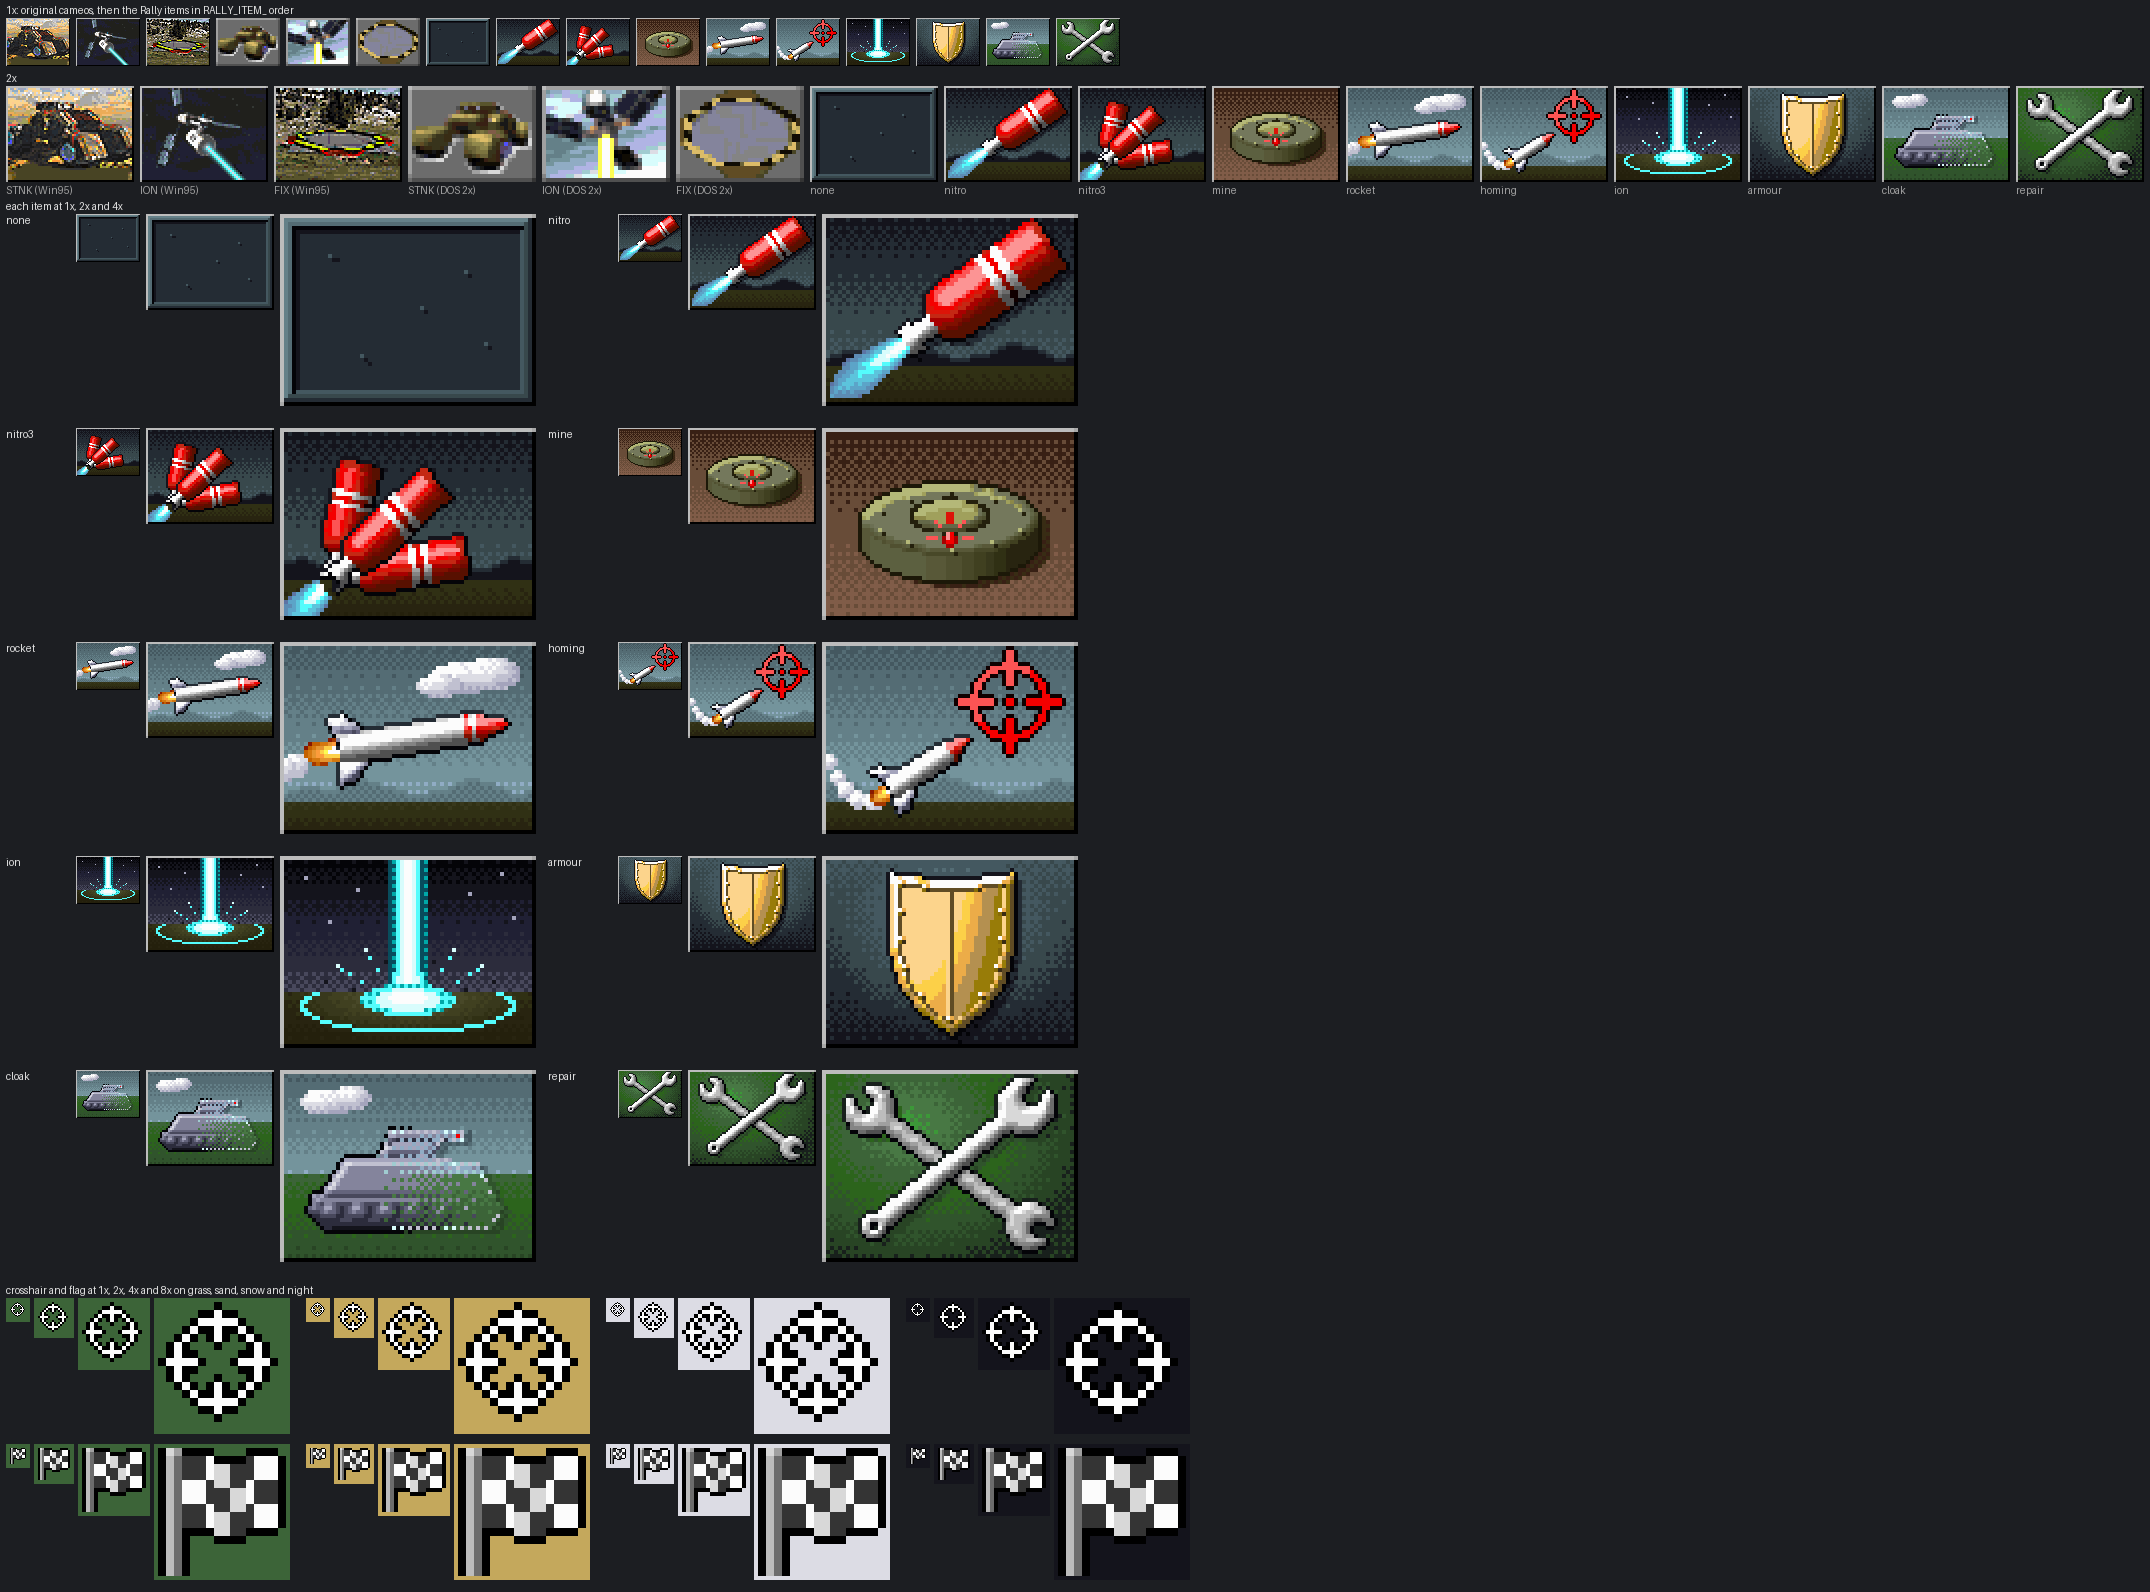 1x: original cameos, then the Rally items in RALLY_ITEM_ order
2x
STNK (Win95) ION (Win95) FIX (Win95) STNK (DOS 2x) ION (DOS 2x) FIX (DOS 2x) none nitro nitro3 mine rocket homing ion armour cloak repair
each item at 1x, 2x and 4x
none nitro
nitro3 mine
rocket homing
ion armour
cloak repair
crosshair and flag at 1x, 2x, 4x and 8x on grass, sand, snow and night